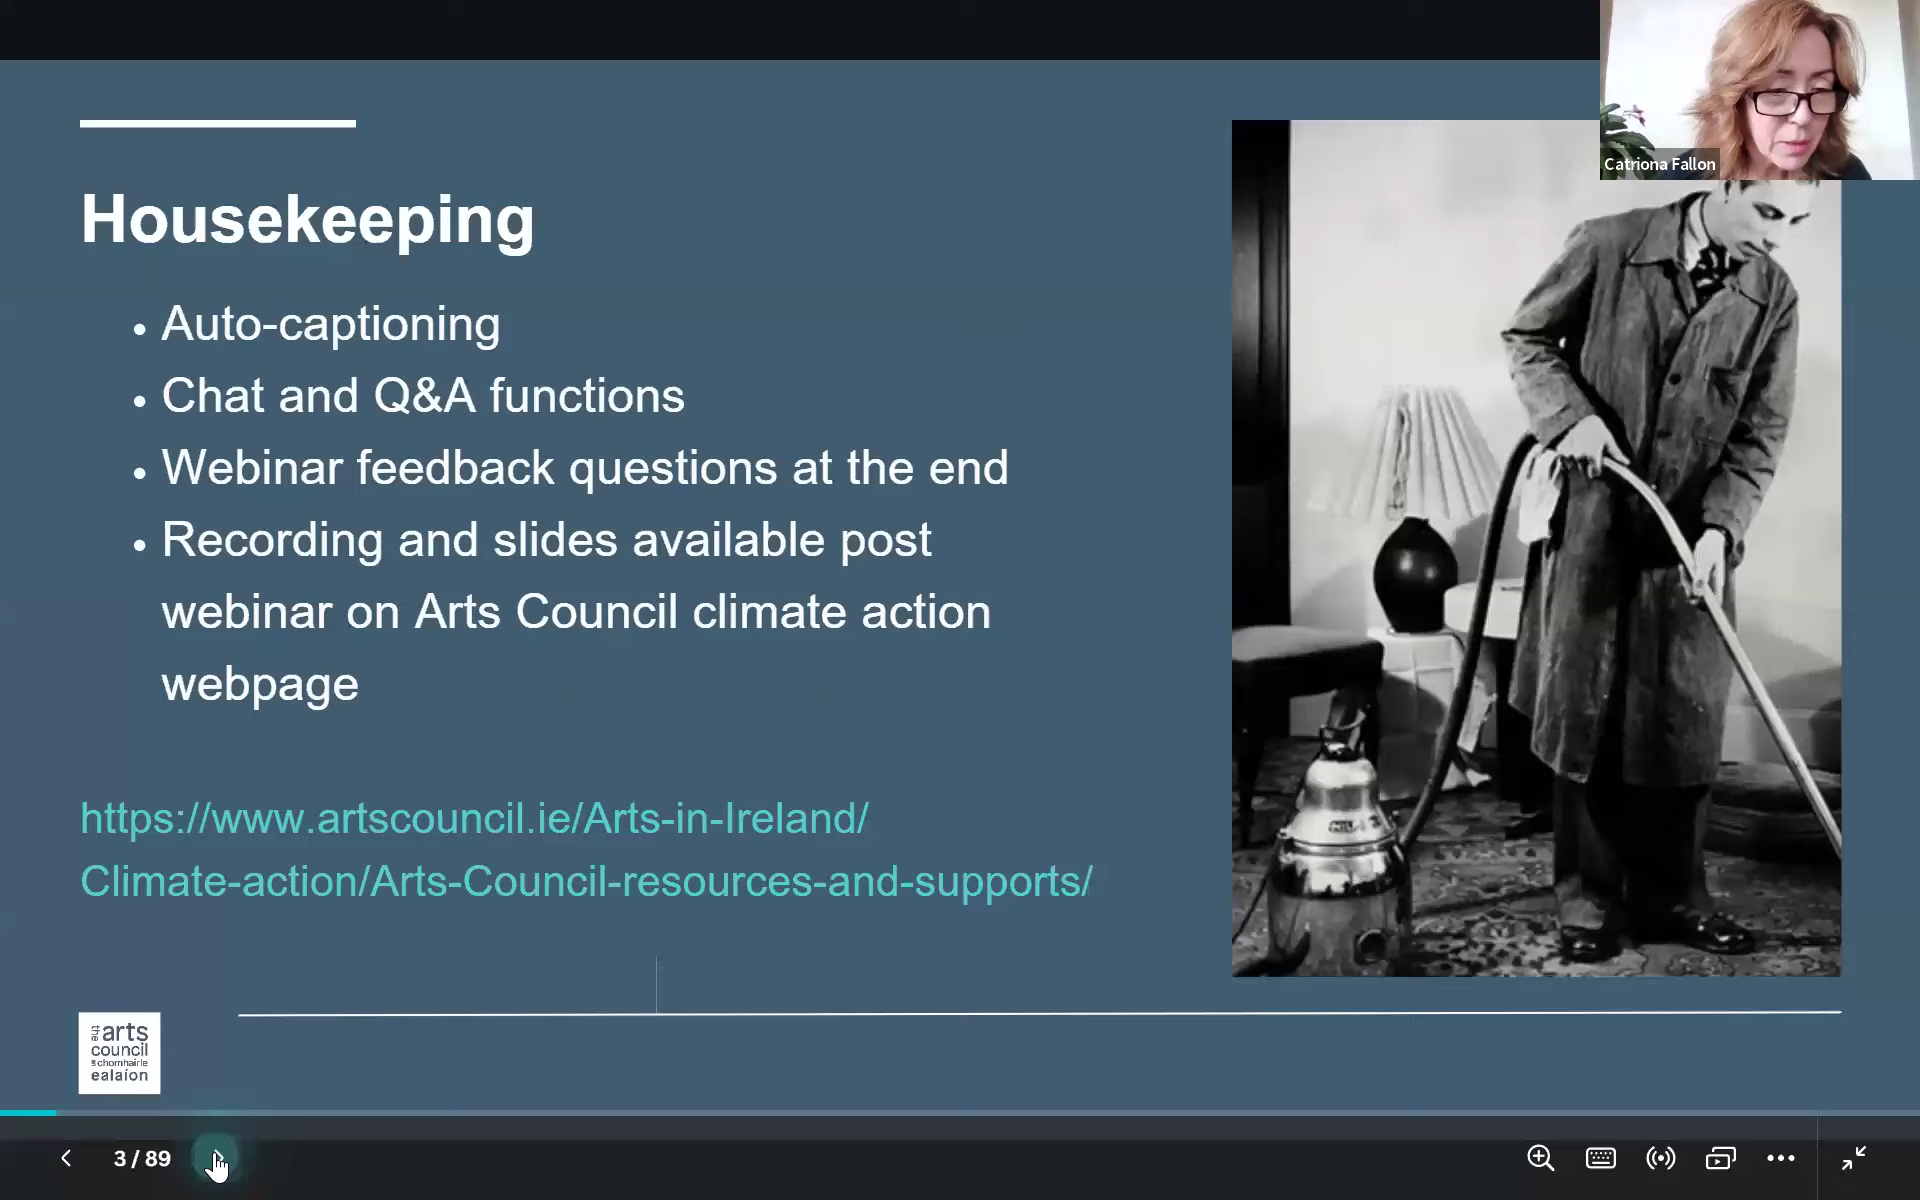 Catriona Fallon
Housekeeping
• Auto-captioning
• Chat and Q&A functions
• Webinar feedback questions at the end
• Recording and slides available post
webinar on Arts Council climate action
webpage
https://www.artscouncil.ie/Arts-in-Ireland/
Climate-action/Arts-Council-resources-and-supports/
the arts
council
chomhairle
ealaíon
3 / 89